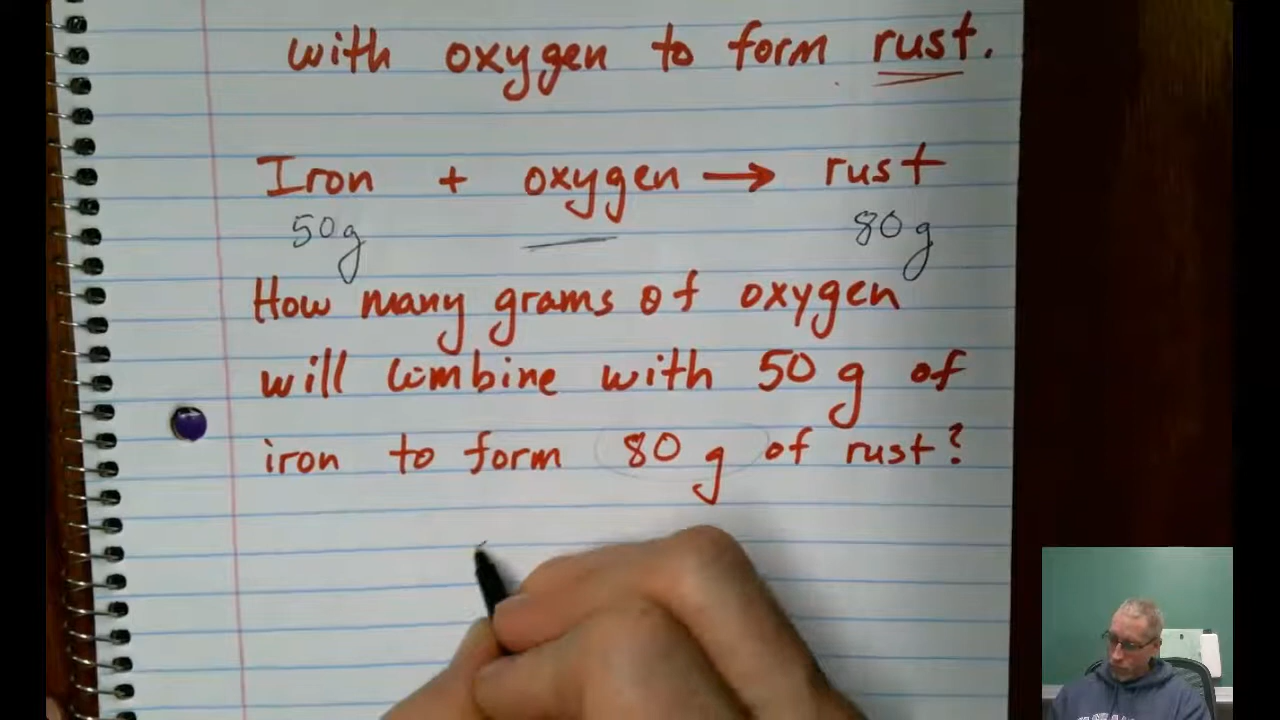 with oxygen to form rust.
Iron + oxygen → rust
50g 80g
How many grams of oxygen
will combine with 50 g of
iron to form 80 g of rust?